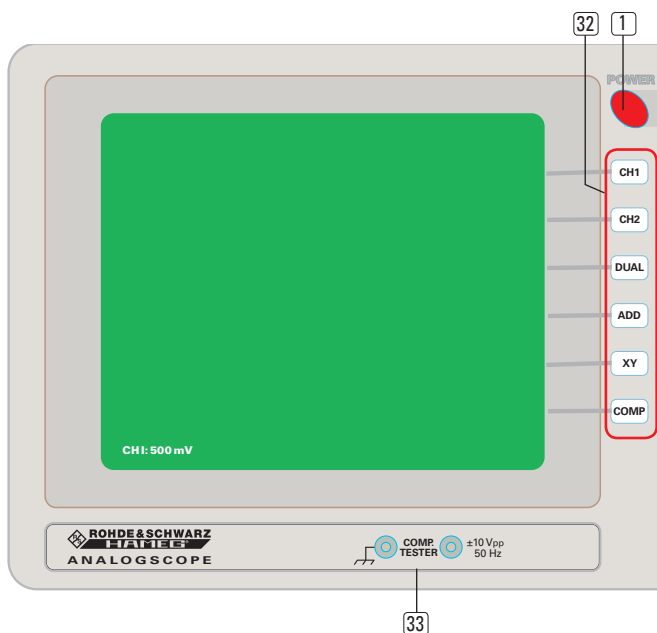 32 1
POWER
CH1
CH2
DUAL
ADD
XY
COMP
CHI: 500 mV
ROHDE & SCHWARZ
HAMEG®
ANALOGSCOPE
COMP.
TESTER
±10 Vpp
50 Hz
33